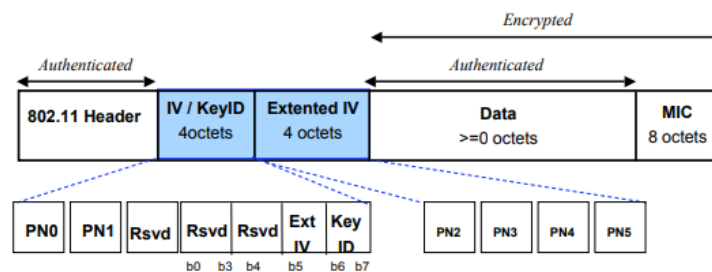 Encrypted
Authenticated
Authenticated
802.11 Header
IV / KeyID
4octets
Extented IV
4 octets
Data
>=0 octets
MIC
8 octets
PN0
PN1
Rsvd
Rsvd
Rsvd
Ext
IV
Key
ID
PN2
PN3
PN4
PN5
b0 b3 b4 b5 b6 b7